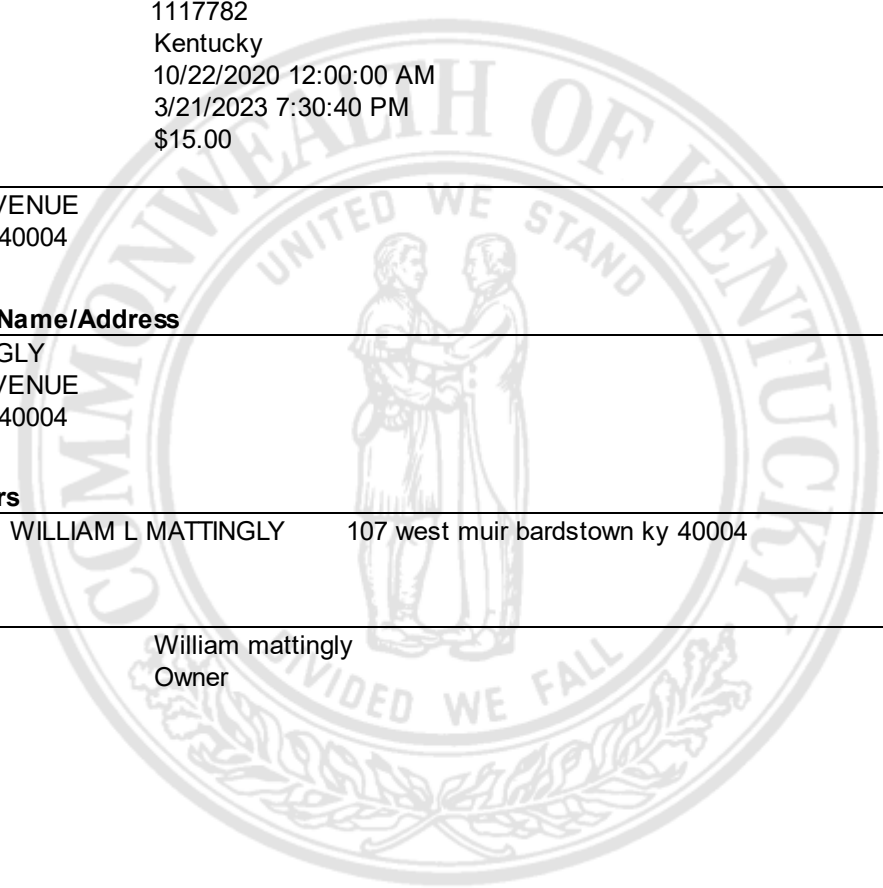 1117782
Kentucky
10/22/2020 12:00:00 AM
3/21/2023 7:30:40 PM
$15.00
VENUE
40004
Name/Address
GLY
VENUE
40004
rs
WILLIAM L MATTINGLY 107 west muir bardstown ky 40004
William mattingly
Owner
COMMONWEALTH OF KENTUCKY
UNITED WE STAND
DIVIDED WE FALL